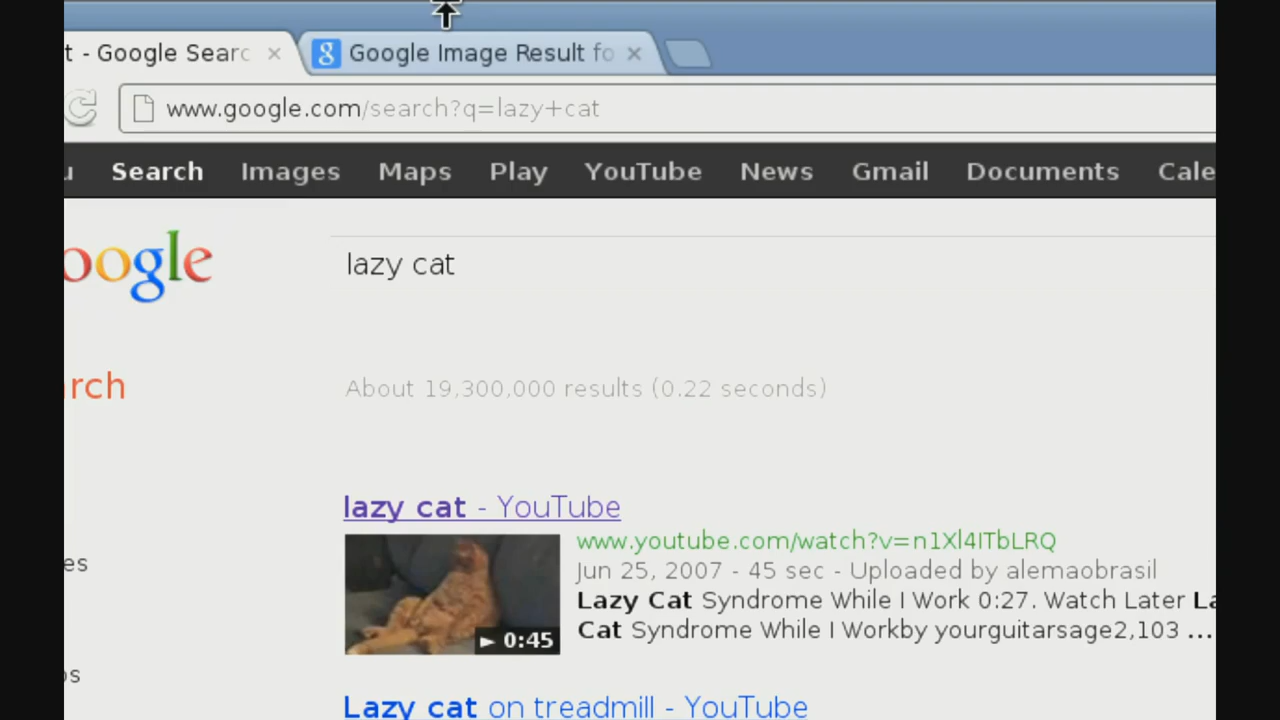 t - Google Searc
Google Image Result fo
www.google.com/search?q=lazy+cat
u Search Images Maps Play YouTube News Gmail Documents Cale
oogle
lazy cat
rch
About 19,300,000 results (0.22 seconds)
lazy cat - YouTube
www.youtube.com/watch?v=n1Xl4ITbLRQ
es
Jun 25, 2007 - 45 sec - Uploaded by alemaobrasil
Lazy Cat Syndrome While I Work 0:27. Watch Later La
Cat Syndrome While I Workby yourguitarsage2,103 ...
0:45
os
Lazy cat on treadmill - YouTube